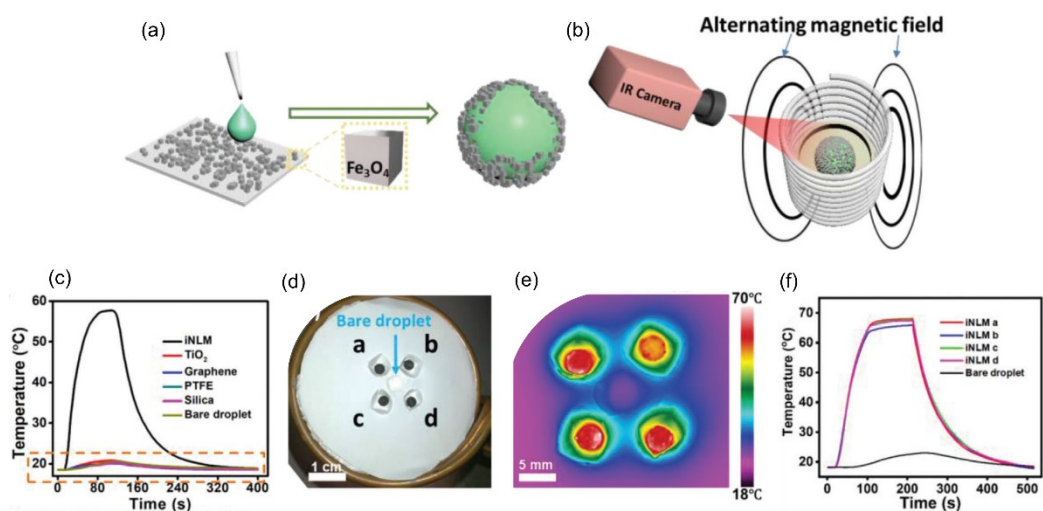 (a)
Fe3O4
(b)
Alternating magnetic field
IR Camera
(c)
Temperature (°C)
60
50
40
30
20
iNLM
TiO2
Graphene
PTFE
Silica
Bare droplet
0 80 160 240 320 400
Time (s)
(d)
Bare droplet
a b
c d
1 cm
(e)
70°C
18°C
5 mm
(f)
Temperature (°C)
70
60
50
40
30
20
iNLM a
iNLM b
iNLM c
iNLM d
Bare droplet
0 100 200 300 400 500
Time (s)